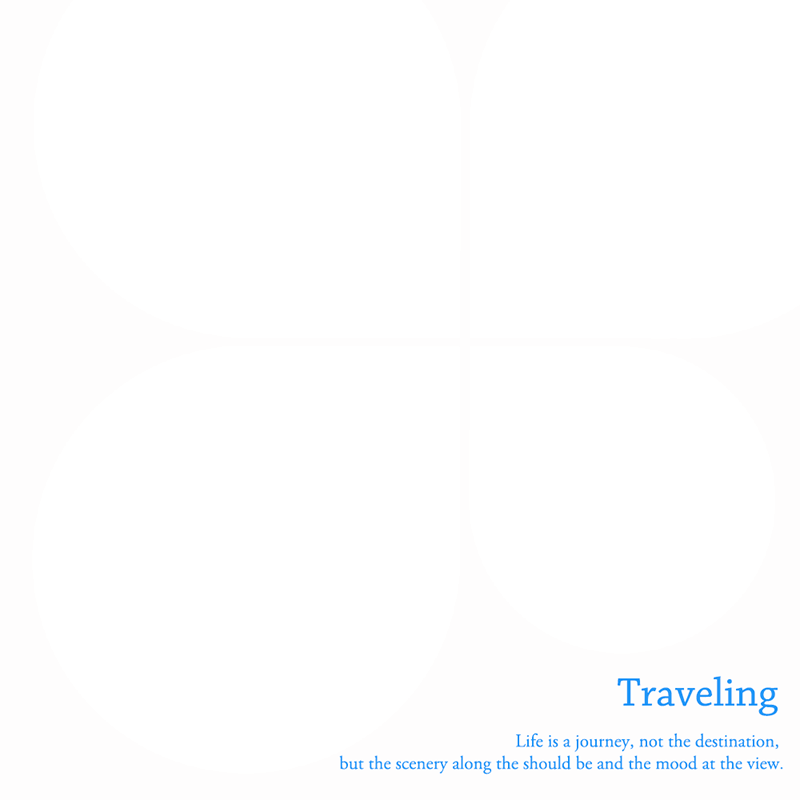 Traveling
Life is a journey, not the destination,
but the scenery along the should be and the mood at the view.